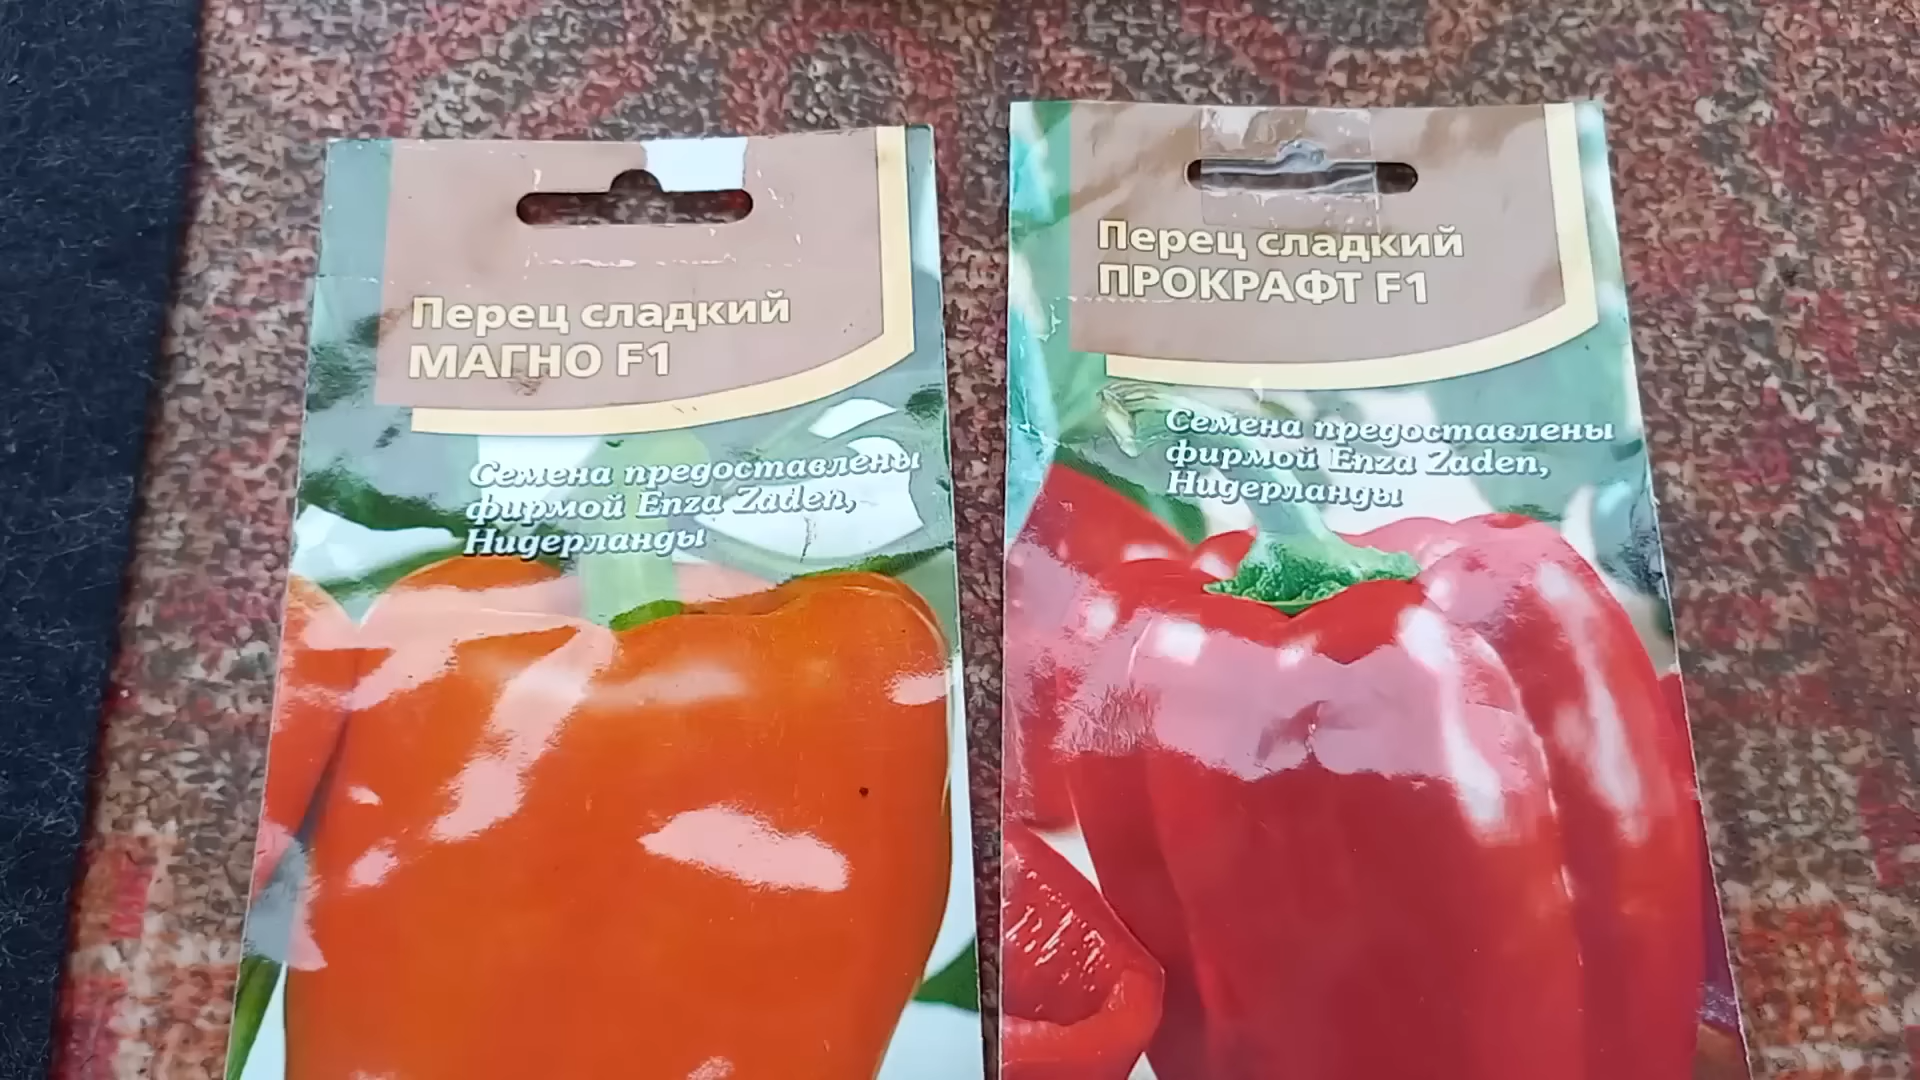 Перец сладкий
МАГНО F1
Семена предоставлены
фирмой Enza Zaden,
Нидерланды
Перец сладкий
ПРОКРАФТ F1
Семена предоставлены
фирмой Enza Zaden,
Нидерланды